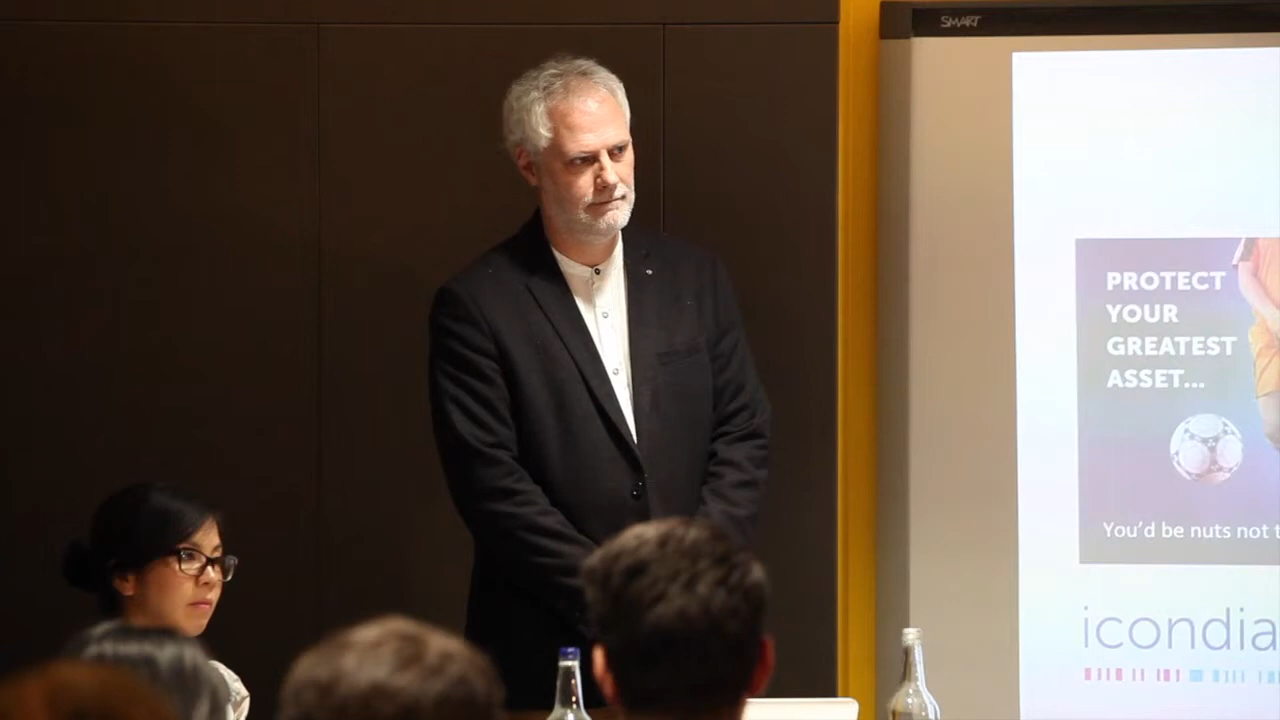 SMART
PROTECT
YOUR
GREATEST
ASSET...
You'd be nuts not t
icondia